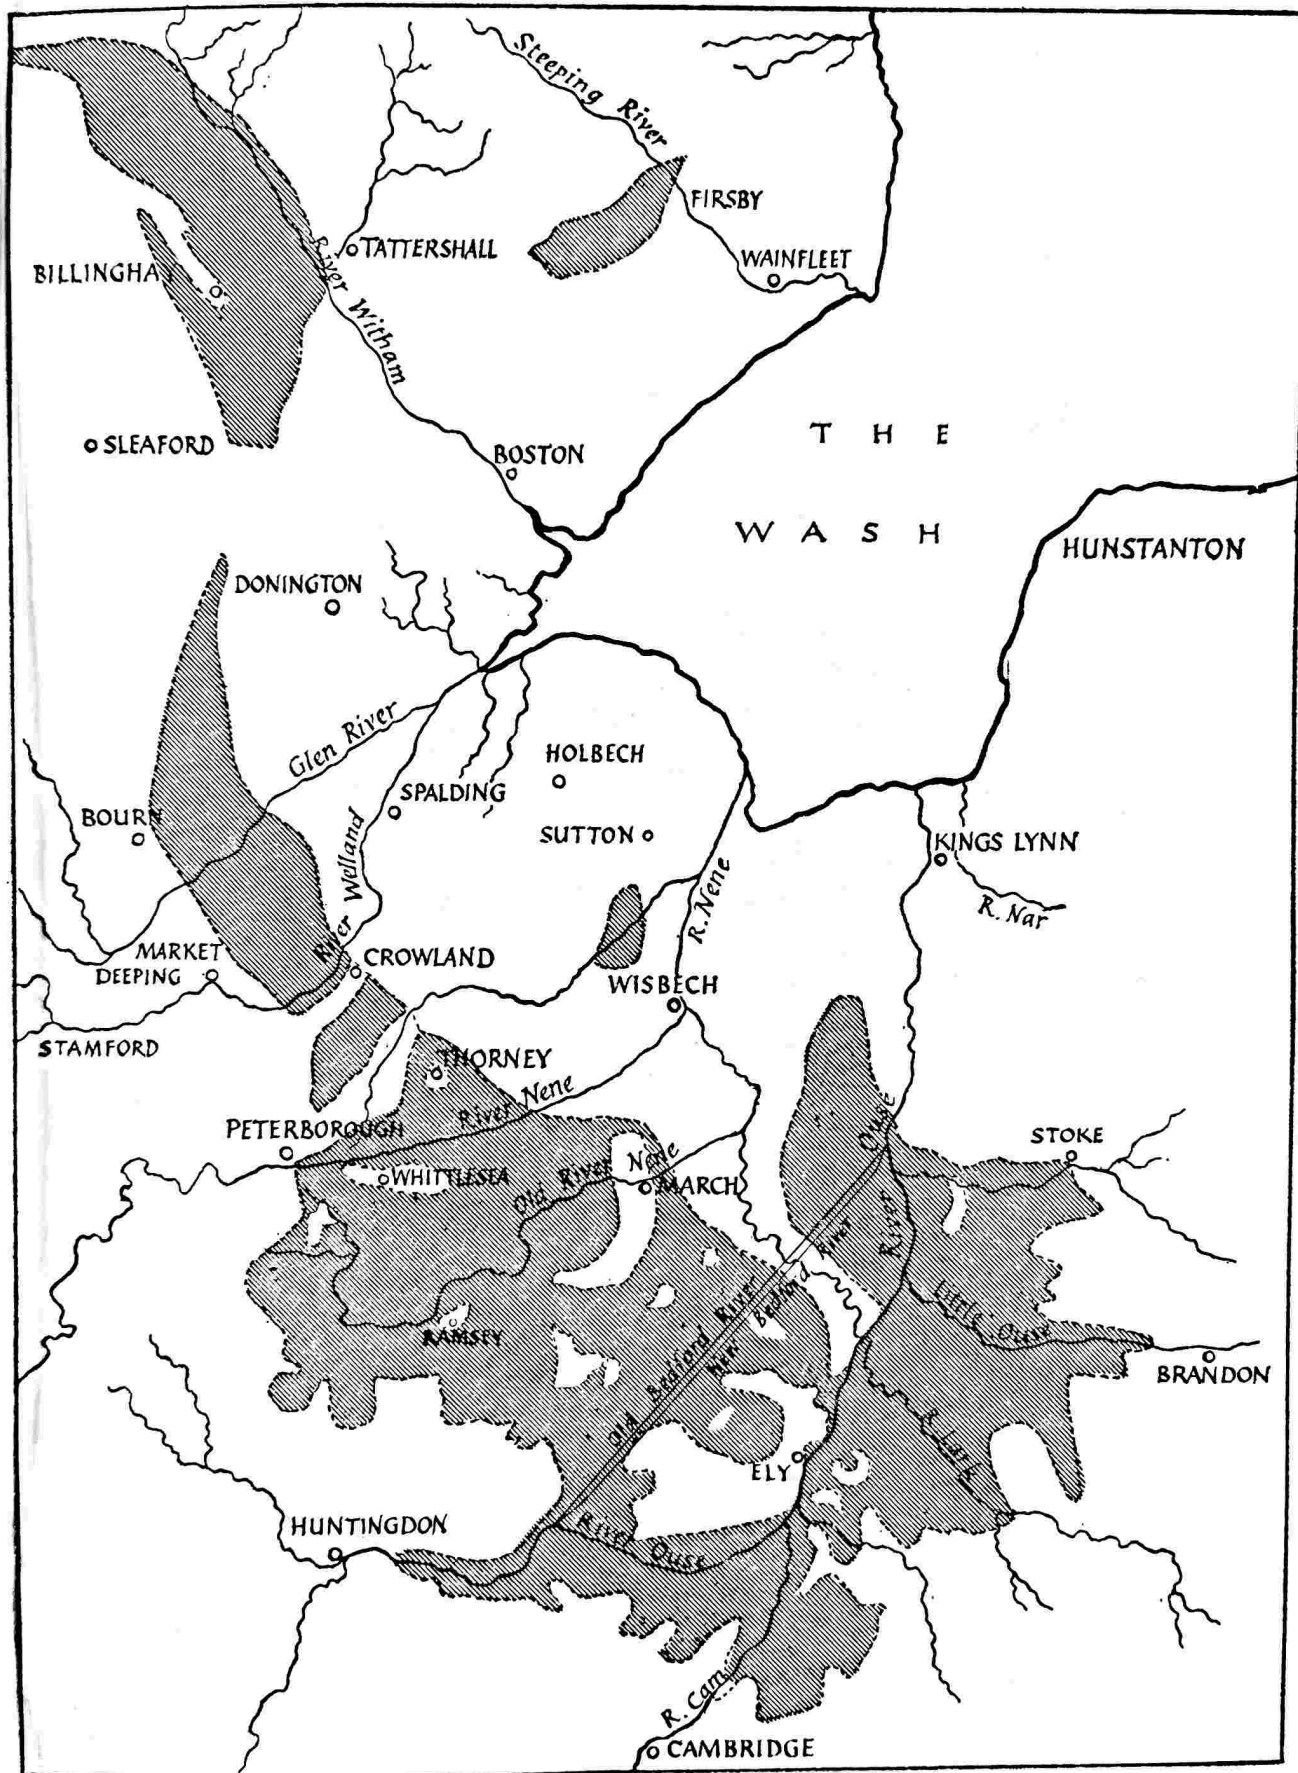 Steeping River
FIRSBY
TATTERSHALL
WAINFLEET
BILLINGHAY
River Witham
THE
WASH
SLEAFORD
BOSTON
HUNSTANTON
DONINGTON
Glen River
HOLBECH
SPALDING
BOURN
SUTTON
KINGS LYNN
River Welland
R. Nene
R. Nar
MARKET
DEEPING
CROWLAND
WISBECH
STAMFORD
THORNEY
River Nene
PETERBOROUGH
STOKE
WHITTLESEA
Old River Nene
MARCH
River Ouse
Little Ouse
RAMSEY
Old Bedford River
New Bedford River
BRANDON
R. Lark
ELY
HUNTINGDON
River Ouse
R. Cam
CAMBRIDGE